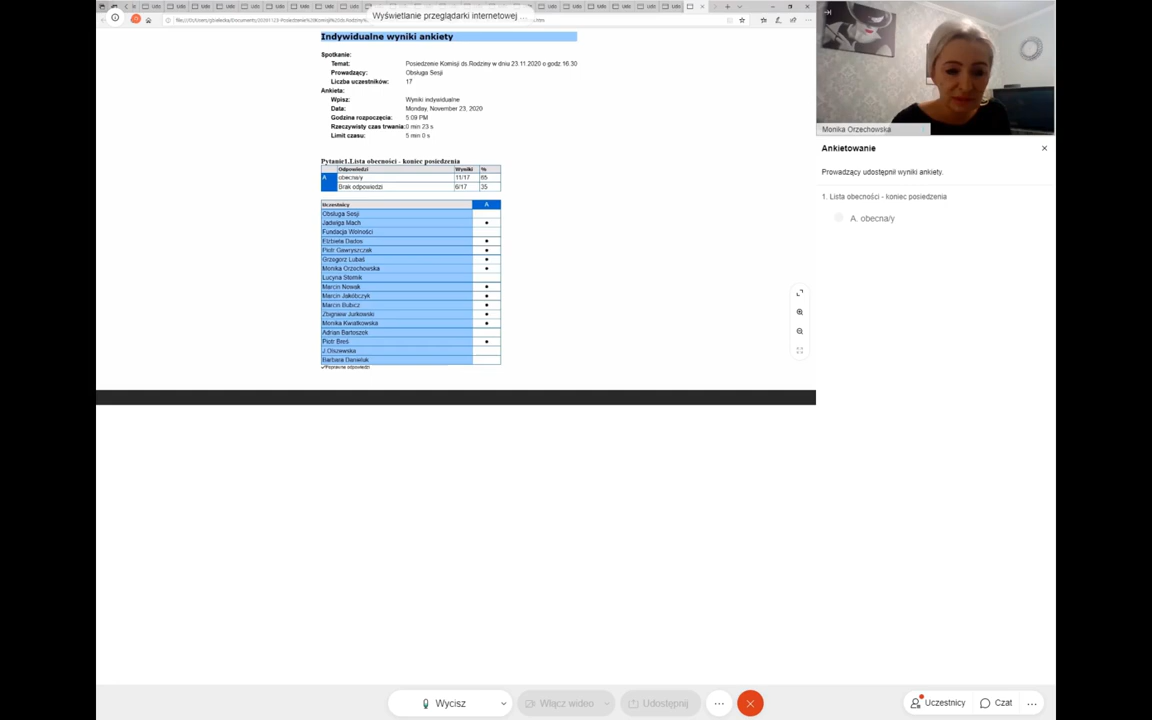 Wyświetlanie przeglądarki internetowej
Indywidualne wyniki ankiety
Spotkanie:
Temat: Posiedzenie Komisji ds.Rodziny w dniu 23.11.2020 o godz.16:30
Prowadzący: Obsługa Sesji
Liczba uczestników: 17
Ankieta:
Wpisz: Wyniki indywidualne
Data: Monday, November 23, 2020
Godzina rozpoczęcia: 5:09 PM
Rzeczywisty czas trwania: 0 min 23 s
Limit czasu: 5 min 0 s
Pytanie1.Lista obecności - koniec posiedzenia
Odpowiedzi Wyniki %
A obecna/y 11/17 65
Brak odpowiedzi 6/17 35
Uczestnicy A
Obsługa Sesji
Jadwiga Mach •
Fundacja Wolności
Elżbieta Dados •
Piotr Gawryszczak •
Grzegorz Lubaś •
Monika Orzechowska •
Lucyna Sternik
Marcin Nowak •
Marcin Jakóbczyk •
Marcin Bubicz •
Zbigniew Jurkowski •
Monika Kwiatkowska •
Adrian Bartoszek
Piotr Breś •
J.Olszewska
Barbara Danieluk
✓Poprawne odpowiedzi
Monika Orzechowska
Ankietowanie
Prowadzący udostępnił wyniki ankiety.
1. Lista obecności - koniec posiedzenia
A. obecna/y
Wycisz
Włącz wideo
Udostępnij
Uczestnicy
Czat